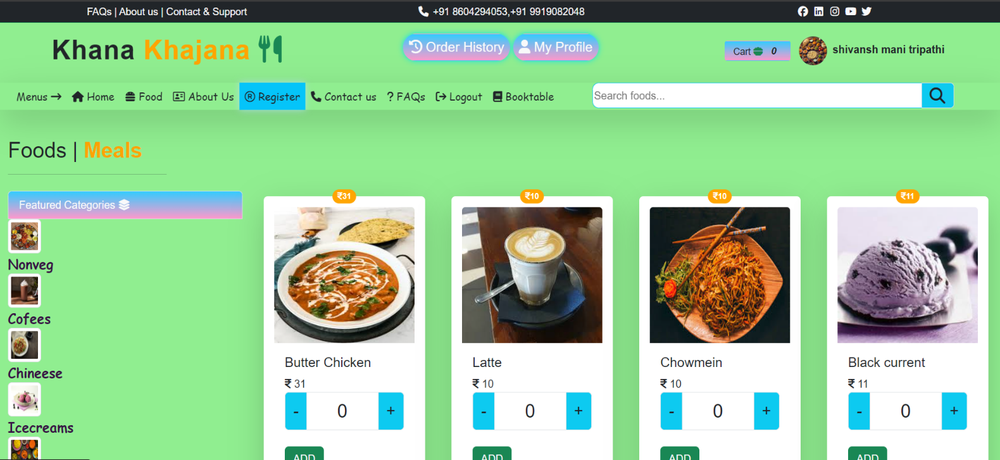 FAQs | About us | Contact & Support
+91 8604294053,+91 9919082048
Khana Khajana
Order History
My Profile
Cart 0
shivansh mani tripathi
Menus → Home Food About Us Register Contact us ? FAQs Logout Booktable
Search foods...
Foods | Meals
Featured Categories
Nonveg
Cofees
Chineese
Icecreams
₹31
Butter Chicken
₹ 31
- 0 +
ADD
₹10
Latte
₹ 10
- 0 +
ADD
₹10
Chowmein
₹ 10
- 0 +
ADD
₹11
Black current
₹ 11
- 0 +
ADD